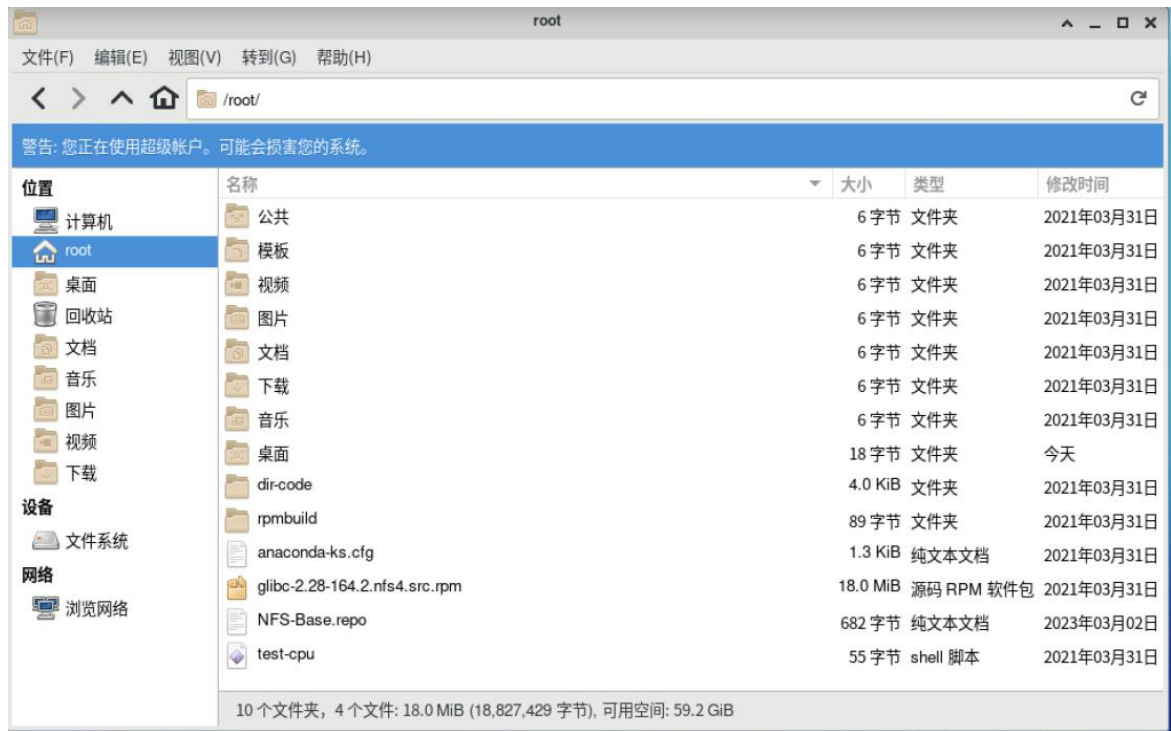 root
文件(F) 编辑(E) 视图(V) 转到(G) 帮助(H)
/root/
警告: 您正在使用超级帐户。可能会损害您的系统。
位置
计算机
root
桌面
回收站
文档
音乐
图片
视频
下载
设备
文件系统
网络
浏览网络
名称 大小 类型 修改时间
公共 6 字节 文件夹 2021年03月31日
模板 6 字节 文件夹 2021年03月31日
视频 6 字节 文件夹 2021年03月31日
图片 6 字节 文件夹 2021年03月31日
文档 6 字节 文件夹 2021年03月31日
下载 6 字节 文件夹 2021年03月31日
音乐 6 字节 文件夹 2021年03月31日
桌面 18 字节 文件夹 今天
dir-code 4.0 KiB 文件夹 2021年03月31日
rpmbuild 89 字节 文件夹 2021年03月31日
anaconda-ks.cfg 1.3 KiB 纯文本文档 2021年03月31日
glibc-2.28-164.2.nfs4.src.rpm 18.0 MiB 源码 RPM 软件包 2021年03月31日
NFS-Base.repo 682 字节 纯文本文档 2023年03月02日
test-cpu 55 字节 shell 脚本 2021年03月31日
10 个文件夹，4 个文件: 18.0 MiB (18,827,429 字节), 可用空间: 59.2 GiB